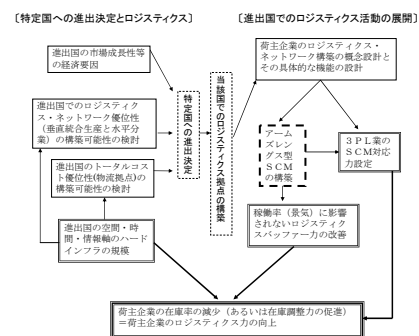 〔特定国への進出決定とロジスティクス〕
〔進出国でのロジスティクス活動の展開〕
進出国の市場成長性等
の経済要因
進出国でのロジスティク
ス・ネットワーク優位性
（垂直統合生産と水平分
業）の構築可能性の検討
進出国のトータルコス
ト優位性(物流拠点)の
構築可能性の検討
進出国の空間・時
間・情報軸のハード
インフラの規模
特定国への進出決定
当該国でのロジスティクス拠点の構築
荷主企業のロジスティクス・
ネットワーク構築の概念設計と
その具体的な機能の設計
アーム
ズレン
グス型
ＳＣＭ
の構築
３ＰＬ業の
ＳＣＭ対応
力設定
稼働率（景気）に影響
されないロジスティク
スバッファー力の改善
荷主企業の在庫率の減少（あるいは在庫調整力の促進）
＝荷主企業のロジスティクス力の向上